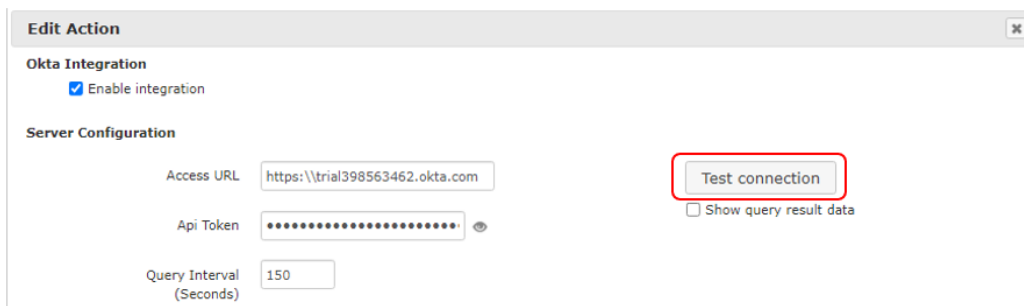 Edit Action
Okta Integration
Enable integration
Server Configuration
Access URL https:\\trial398563462.okta.com Test connection
Show query result data
Api Token ••••••••••••••••••••••••
Query Interval 150
(Seconds)